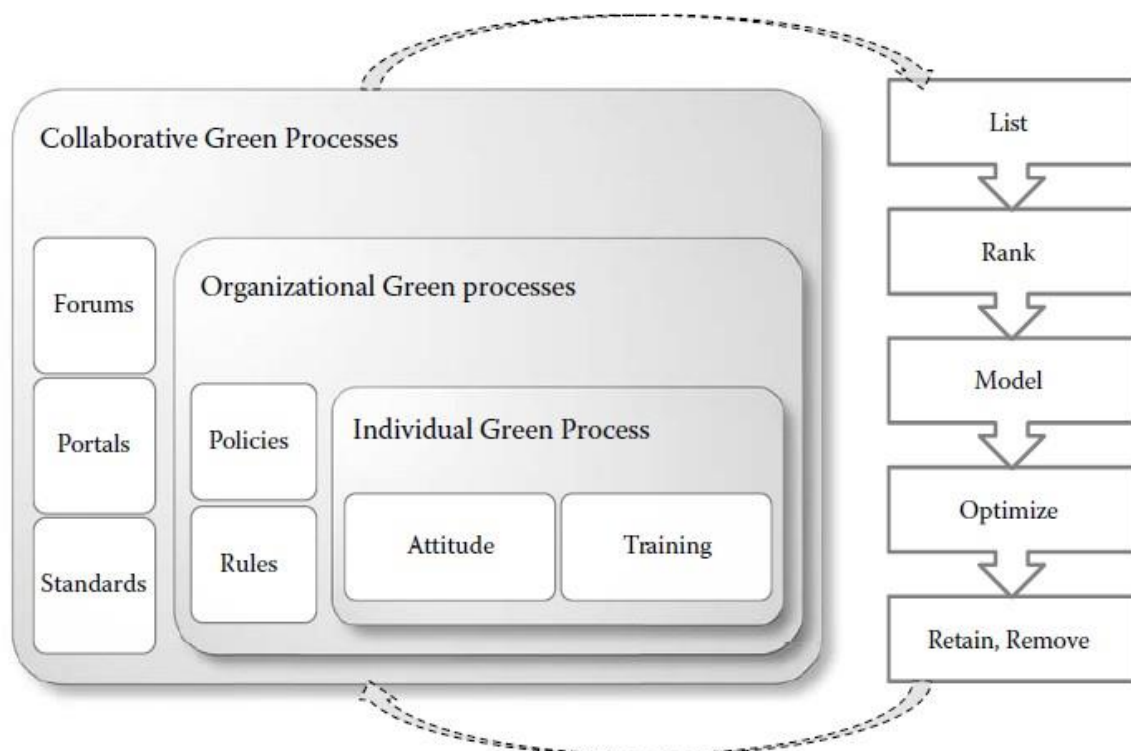 Collaborative Green Processes
Forums
Portals
Standards
Organizational Green processes
Policies
Rules
Individual Green Process
Attitude
Training
List
Rank
Model
Optimize
Retain, Remove